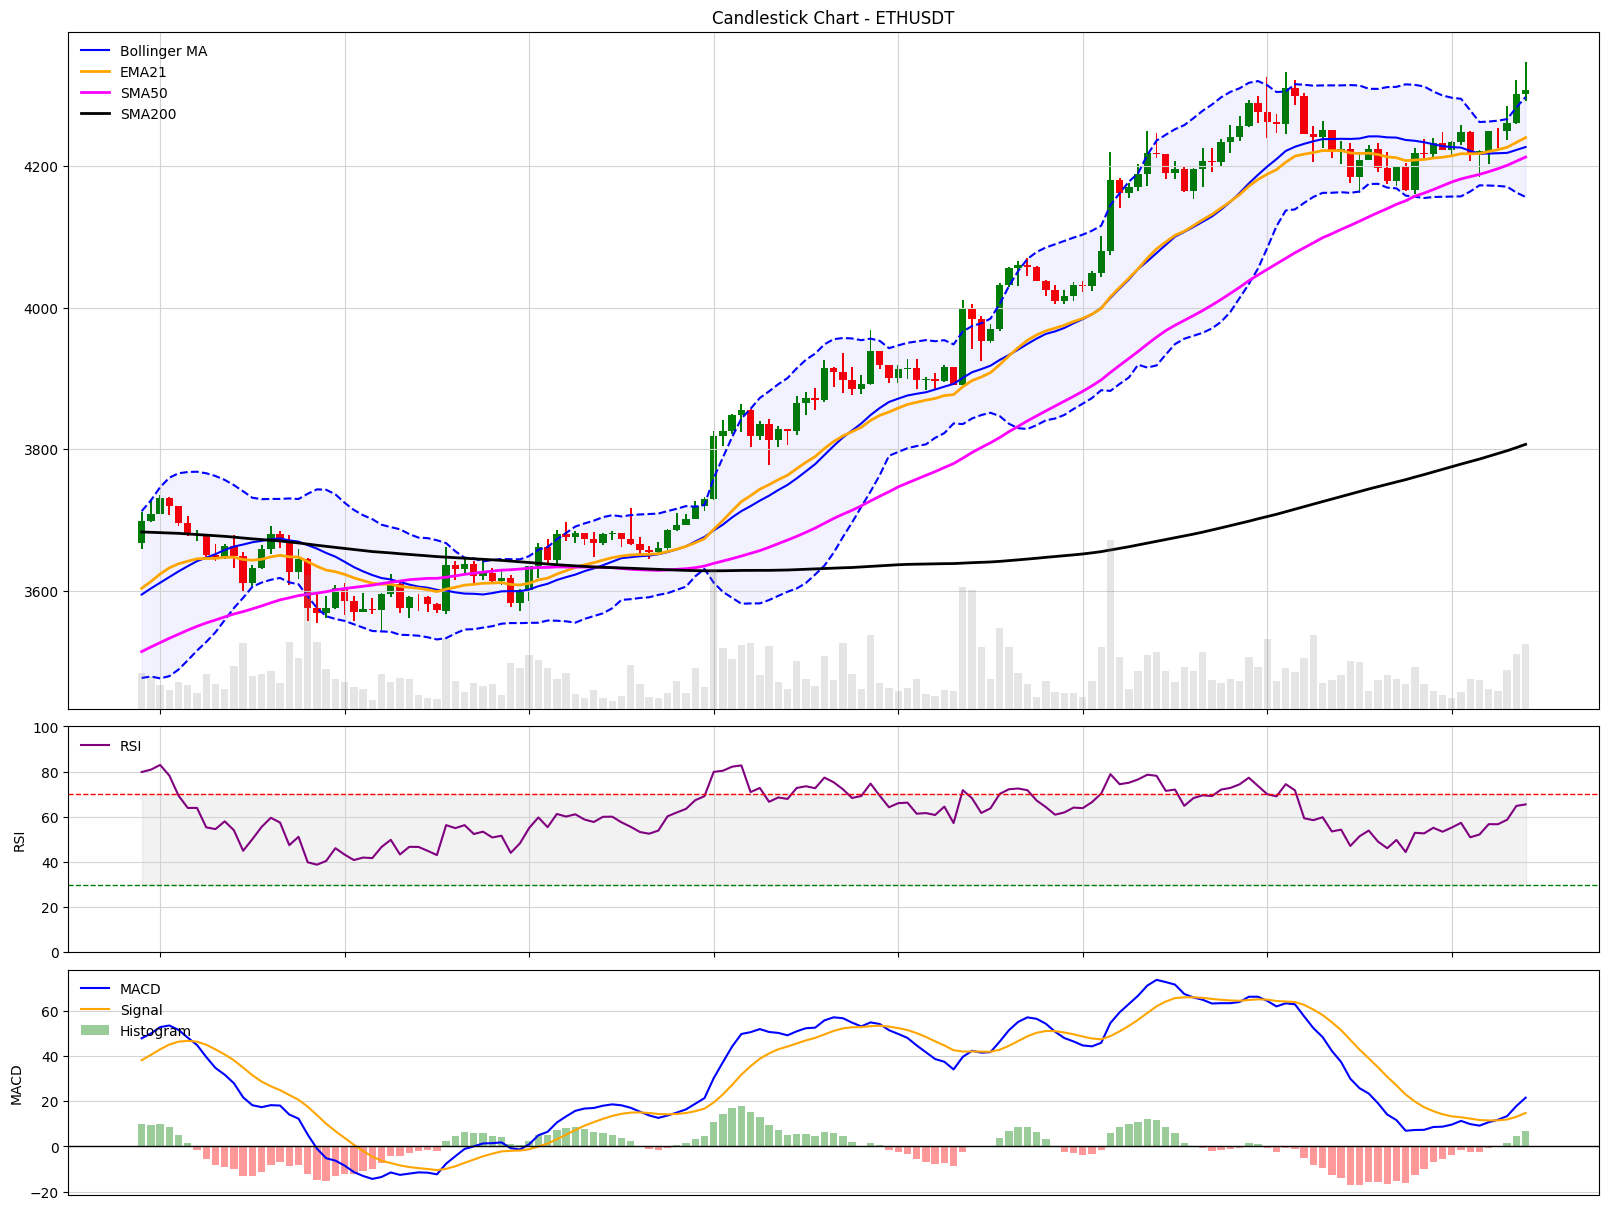 Candlestick Chart - ETHUSDT
Bollinger MA
EMA21
SMA50
SMA200
4200
4000
3800
3600
RSI
100
80
60
40
20
0
RSI
MACD
Signal
Histogram
60
40
20
0
−20
MACD